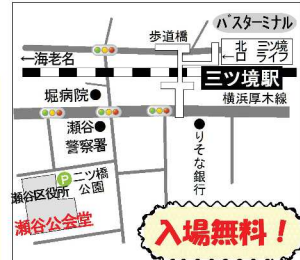 バスターミナル
歩道橋
←海老名
北口
三ツ境
ライフ
三ツ境駅
堀病院
横浜厚木線
瀬谷
警察署
りそな銀行
P
二ツ橋
公園
瀬谷区役所
瀬谷公会堂
入場無料！